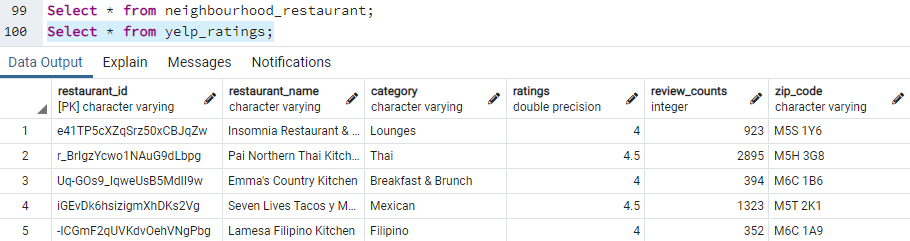 99 Select * from neighbourhood_restaurant;
100 Select * from yelp_ratings;
Data Output Explain Messages Notifications
restaurant_id restaurant_name category ratings review_counts zip_code
[PK] character varying character varying character varying double precision integer character varying
1 e41TP5cXZqSrz50xCBJqZw Insomnia Restaurant & ... Lounges 4 923 M5S 1Y6
2 r_BrIgzYcwo1NAuG9dLbpg Pai Northern Thai Kitch... Thai 4.5 2895 M5H 3G8
3 Uq-GOs9_IqweUsB5MdII9w Emma's Country Kitchen Breakfast & Brunch 4 394 M6C 1B6
4 iGEvDk6hsizigmXhDKs2Vg Seven Lives Tacos y M... Mexican 4.5 1323 M5T 2K1
5 -ICGmF2qUVKdvOehVNgPbg Lamesa Filipino Kitchen Filipino 4 352 M6C 1A9